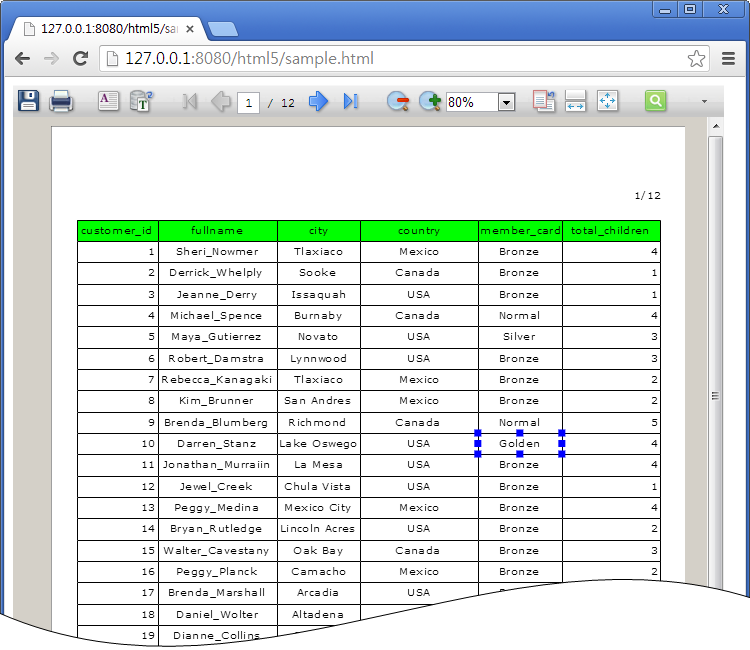 127.0.0.1:8080/html5/sa
127.0.0.1:8080/html5/sample.html
1 / 12 80%
1/12
customer_id fullname city country member_card total_children
1 Sheri_Nowmer Tlaxiaco Mexico Bronze 4
2 Derrick_Whelply Sooke Canada Bronze 1
3 Jeanne_Derry Issaquah USA Bronze 1
4 Michael_Spence Burnaby Canada Normal 4
5 Maya_Gutierrez Novato USA Silver 3
6 Robert_Damstra Lynnwood USA Bronze 3
7 Rebecca_Kanagaki Tlaxiaco Mexico Bronze 2
8 Kim_Brunner San Andres Mexico Bronze 2
9 Brenda_Blumberg Richmond Canada Normal 5
10 Darren_Stanz Lake Oswego USA Golden 4
11 Jonathan_Murraiin La Mesa USA Bronze 4
12 Jewel_Creek Chula Vista USA Bronze 1
13 Peggy_Medina Mexico City Mexico Bronze 4
14 Bryan_Rutledge Lincoln Acres USA Bronze 2
15 Walter_Cavestany Oak Bay Canada Bronze 3
16 Peggy_Planck Camacho Mexico Bronze 2
17 Brenda_Marshall Arcadia USA
18 Daniel_Wolter Altadena
19 Dianne_Collins